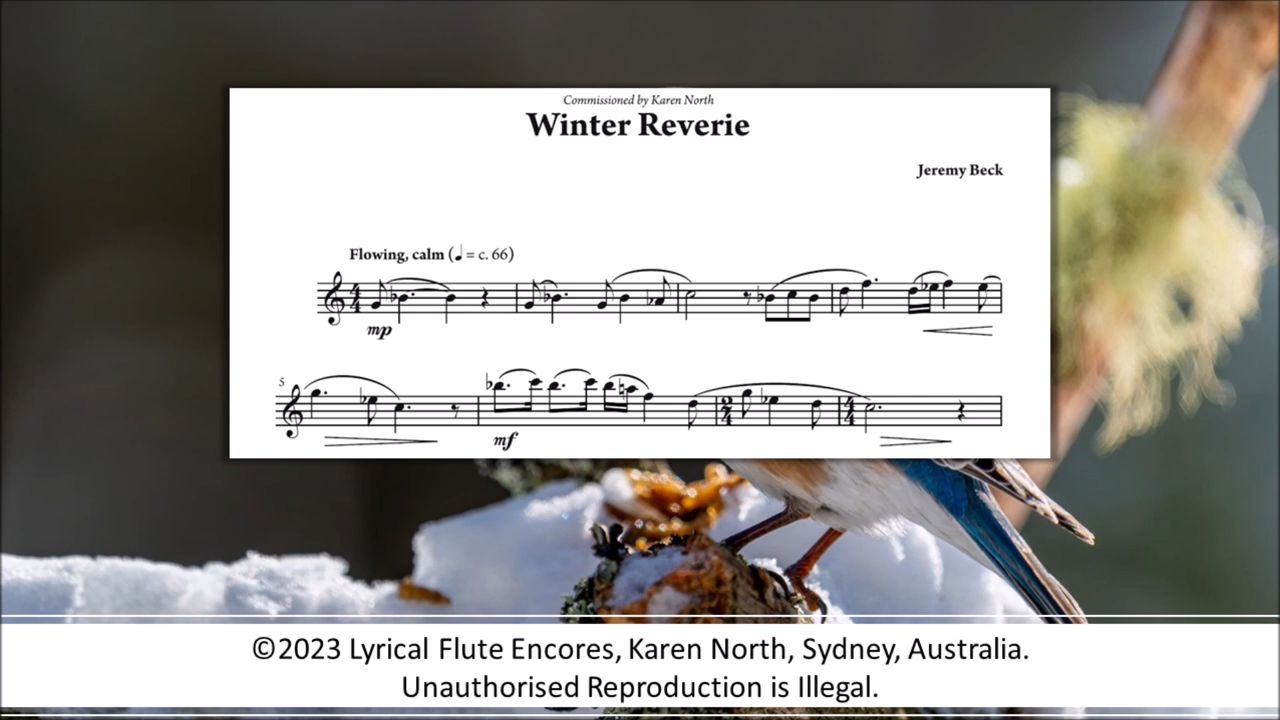 Commissioned by Karen North
Winter Reverie
Jeremy Beck
Flowing, calm (♩ = c. 66)
mp
5
mf
©2023 Lyrical Flute Encores, Karen North, Sydney, Australia.
Unauthorised Reproduction is Illegal.